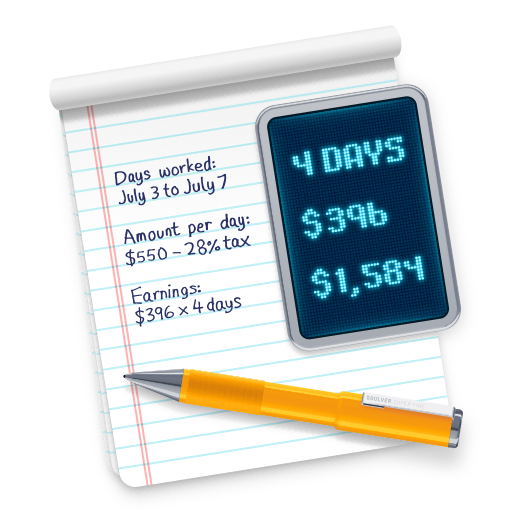 Days worked:
July 3 to July 7
Amount per day:
$550 – 28% tax
Earnings:
$396 × 4 days
4 DAYS
$396
$1,584
SOULVER